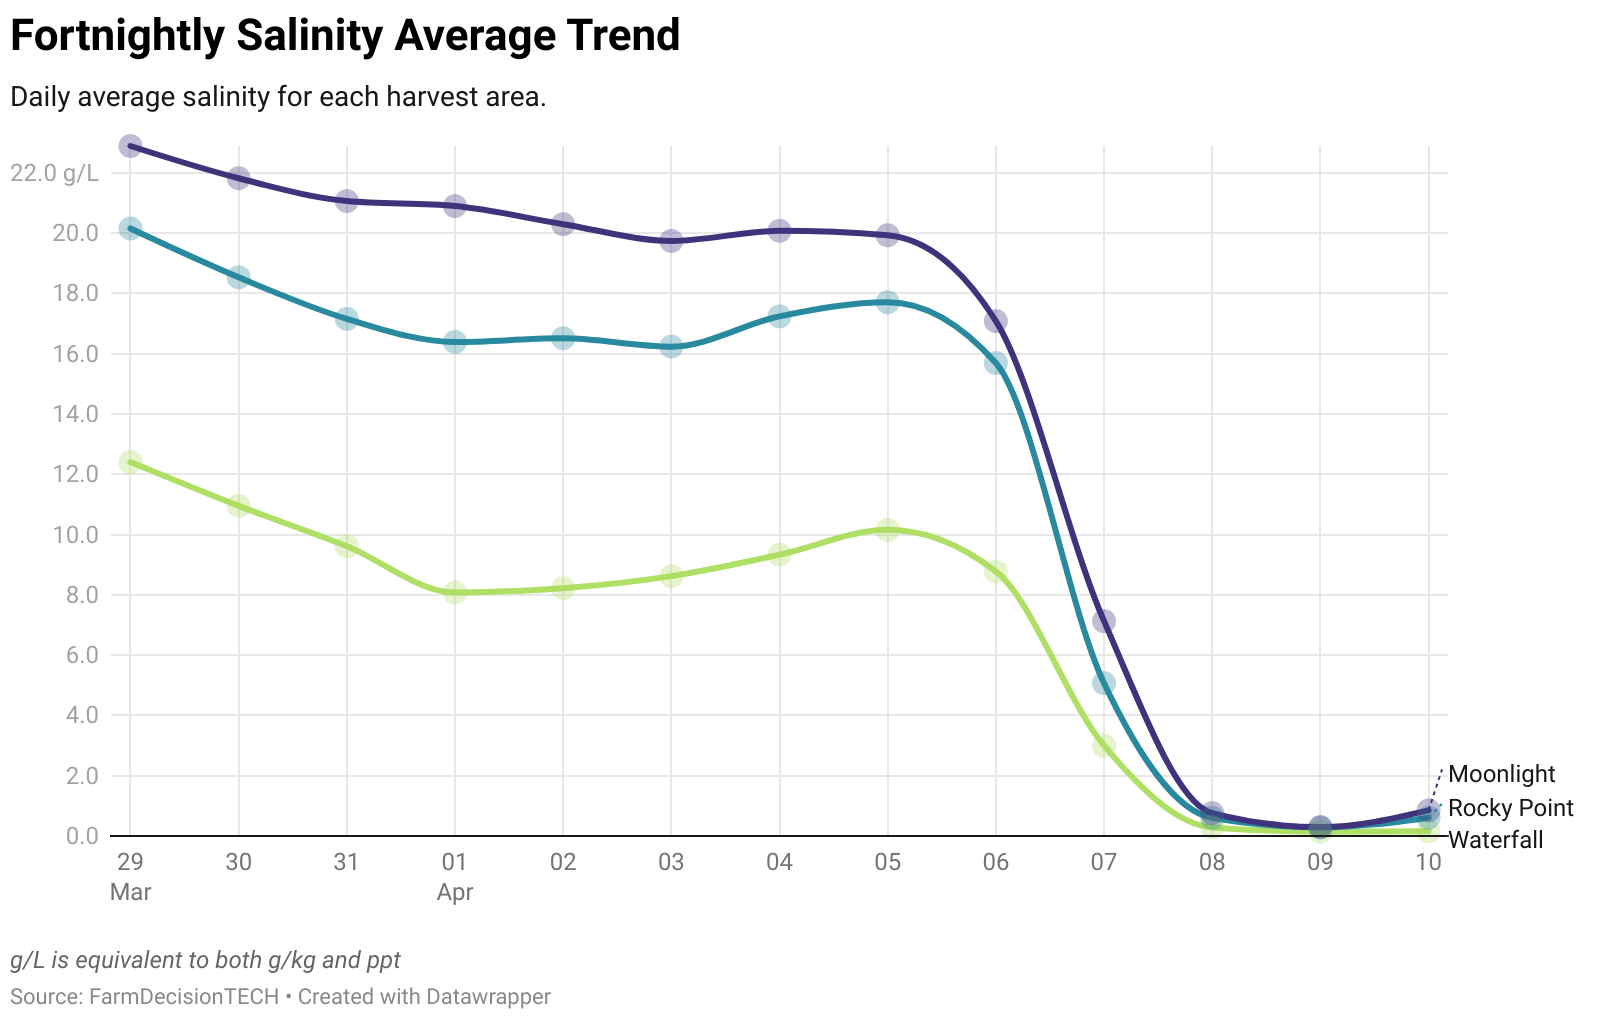 Fortnightly Salinity Average Trend
Daily average salinity for each harvest area.
22.0 g/L
20.0
18.0
16.0
14.0
12.0
10.0
8.0
6.0
4.0
2.0
0.0
Moonlight
Rocky Point
Waterfall
29 30 31 01 02 03 04 05 06 07 08 09 10
Mar Apr
g/L is equivalent to both g/kg and ppt
Source: FarmDecisionTECH • Created with Datawrapper